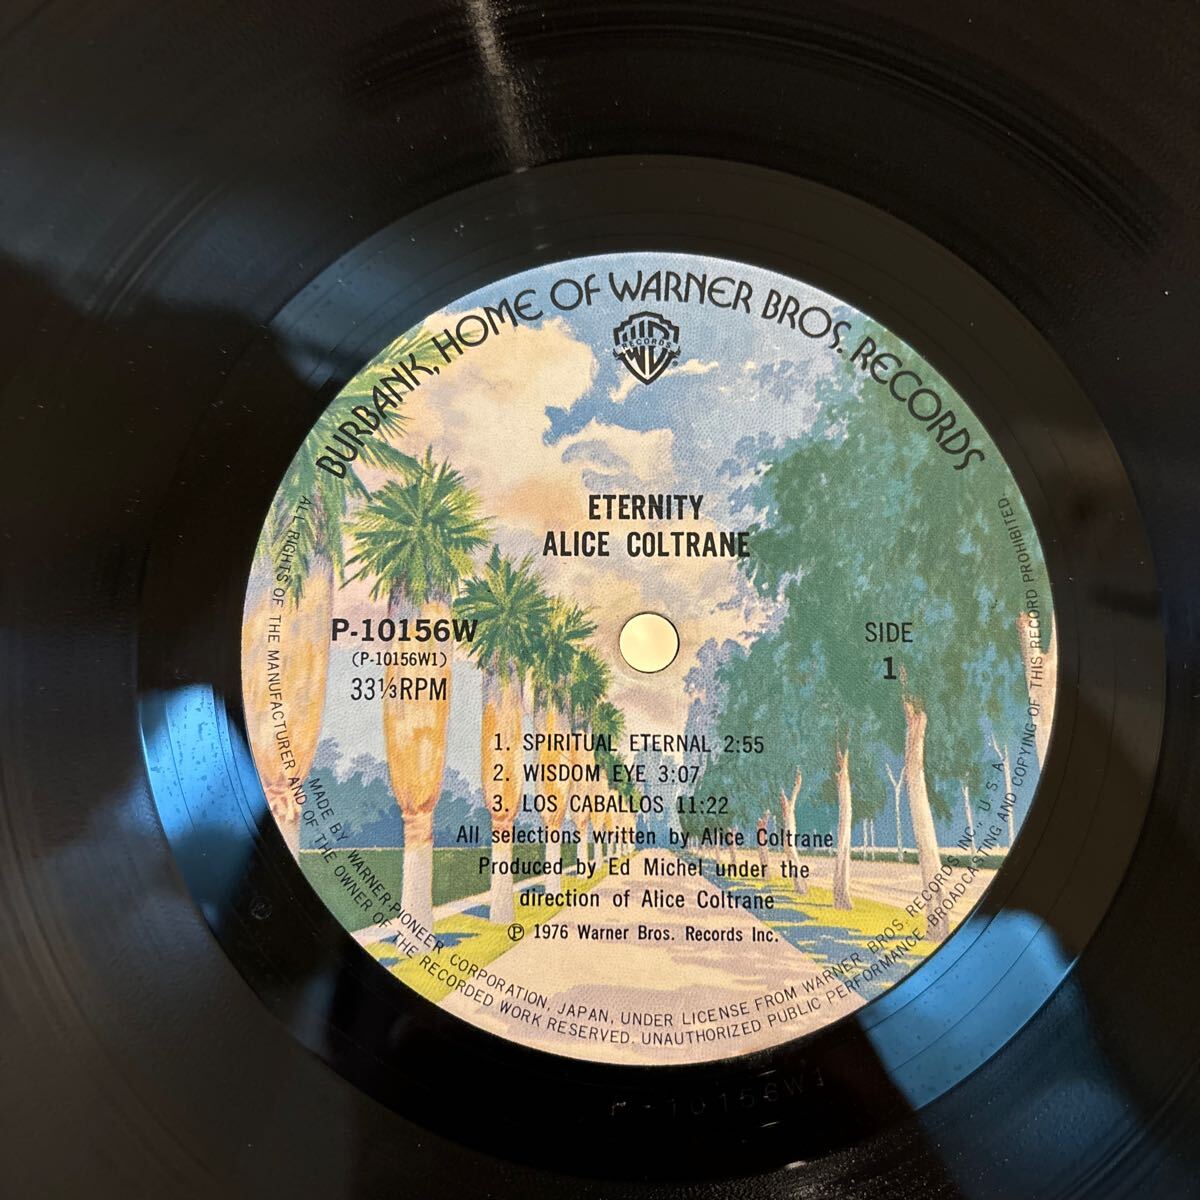 BURBANK, HOME OF WARNER BROS. RECORDS
RECORDS
ETERNITY
ALICE COLTRANE
P-10156W
(P-10156W1)
33⅓RPM
SIDE
1
1. SPIRITUAL ETERNAL 2:55
2. WISDOM EYE 3:07
3. LOS CABALLOS 11:22
All selections written by Alice Coltrane
Produced by Ed Michel under the
direction of Alice Coltrane
Ⓟ 1976 Warner Bros. Records Inc.
MADE BY WARNER-PIONEER CORPORATION, JAPAN, UNDER LICENSE FROM WARNER BROS. RECORDS INC., U.S.A.
ALL RIGHTS OF THE MANUFACTURER AND OF THE OWNER OF THE RECORDED WORK RESERVED. UNAUTHORIZED PUBLIC PERFORMANCE, BROADCASTING AND COPYING OF THIS RECORD PROHIBITED.
P-10156W1